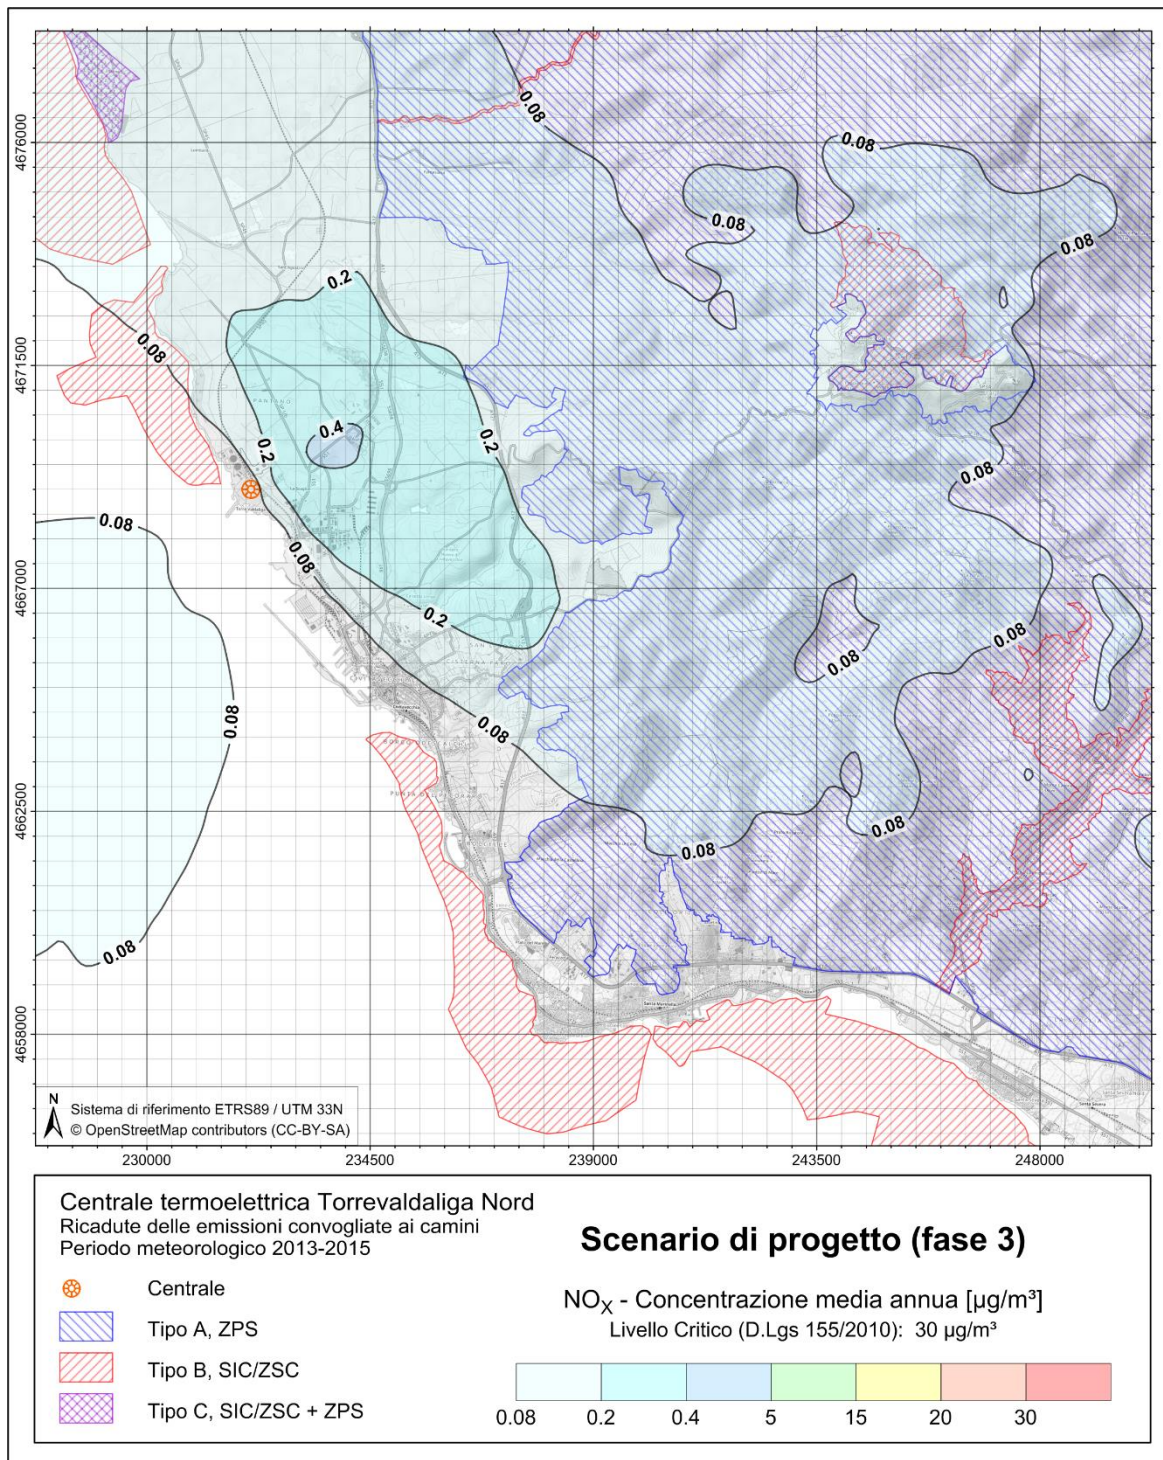 0.08
0.08
0.08
0.08
0.2
0.08
0.4
0.2
0.2
0.08
0.08
0.08
0.2
0.08
0.08
0.08
0.08
0.08
0.08
0.08
4676000
4671500
4667000
4662500
4658000
N
Sistema di riferimento ETRS89 / UTM 33N
© OpenStreetMap contributors (CC-BY-SA)
230000
234500
239000
243500
248000
Centrale termoelettrica Torrevaldaliga Nord
Ricadute delle emissioni convogliate ai camini
Periodo meteorologico 2013-2015
Centrale
Tipo A, ZPS
Tipo B, SIC/ZSC
Tipo C, SIC/ZSC + ZPS
Scenario di progetto (fase 3)
NOX - Concentrazione media annua [µg/m³]
Livello Critico (D.Lgs 155/2010): 30 µg/m³
0.08 0.2 0.4 5 15 20 30